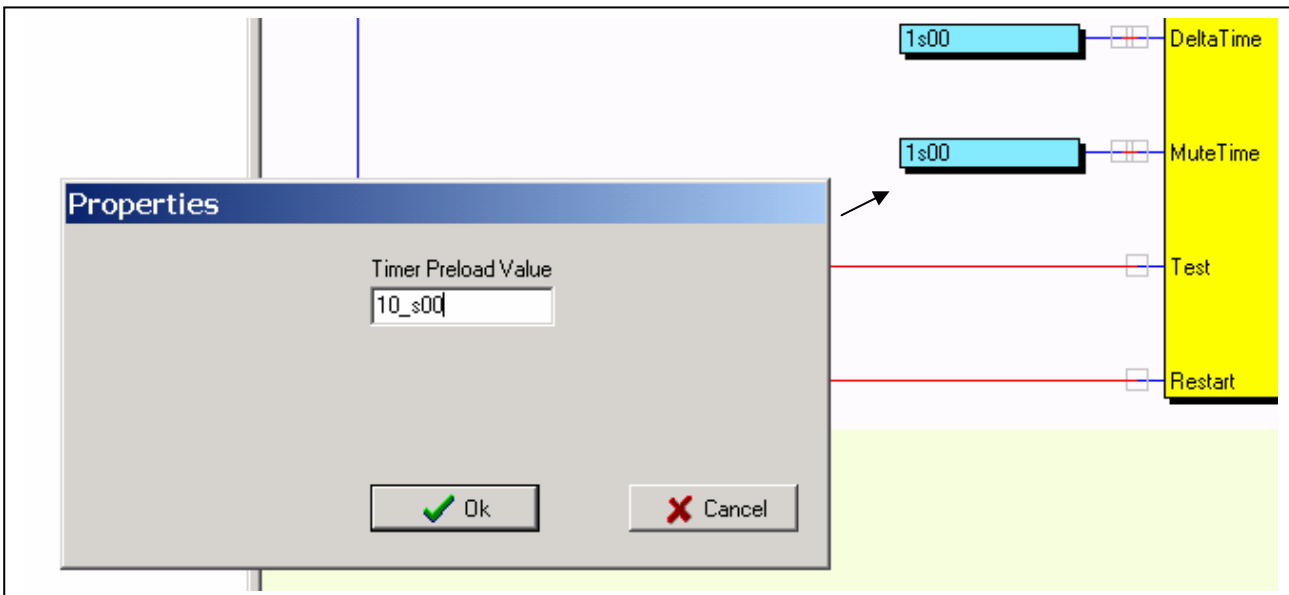 1s00 DeltaTime
1s00 MuteTime
Properties
Timer Preload Value
10_s00
Test
Restart
Ok Cancel